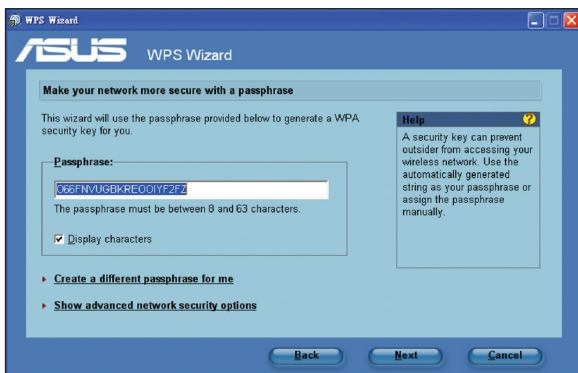 WPS Wizard
ASUS WPS Wizard
Make your network more secure with a passphrase
This wizard will use the passphrase provided below to generate a WPA
security key for you.
Passphrase:
O66FNVUGBKREOOIYF2FZ
The passphrase must be between 8 and 63 characters.
Display characters
Create a different passphrase for me
Show advanced network security options
Help
A security key can prevent
outsider from accessing your
wireless network. Use the
automatically generated
string as your passphrase or
assign the passphrase
manually.
Back Next Cancel